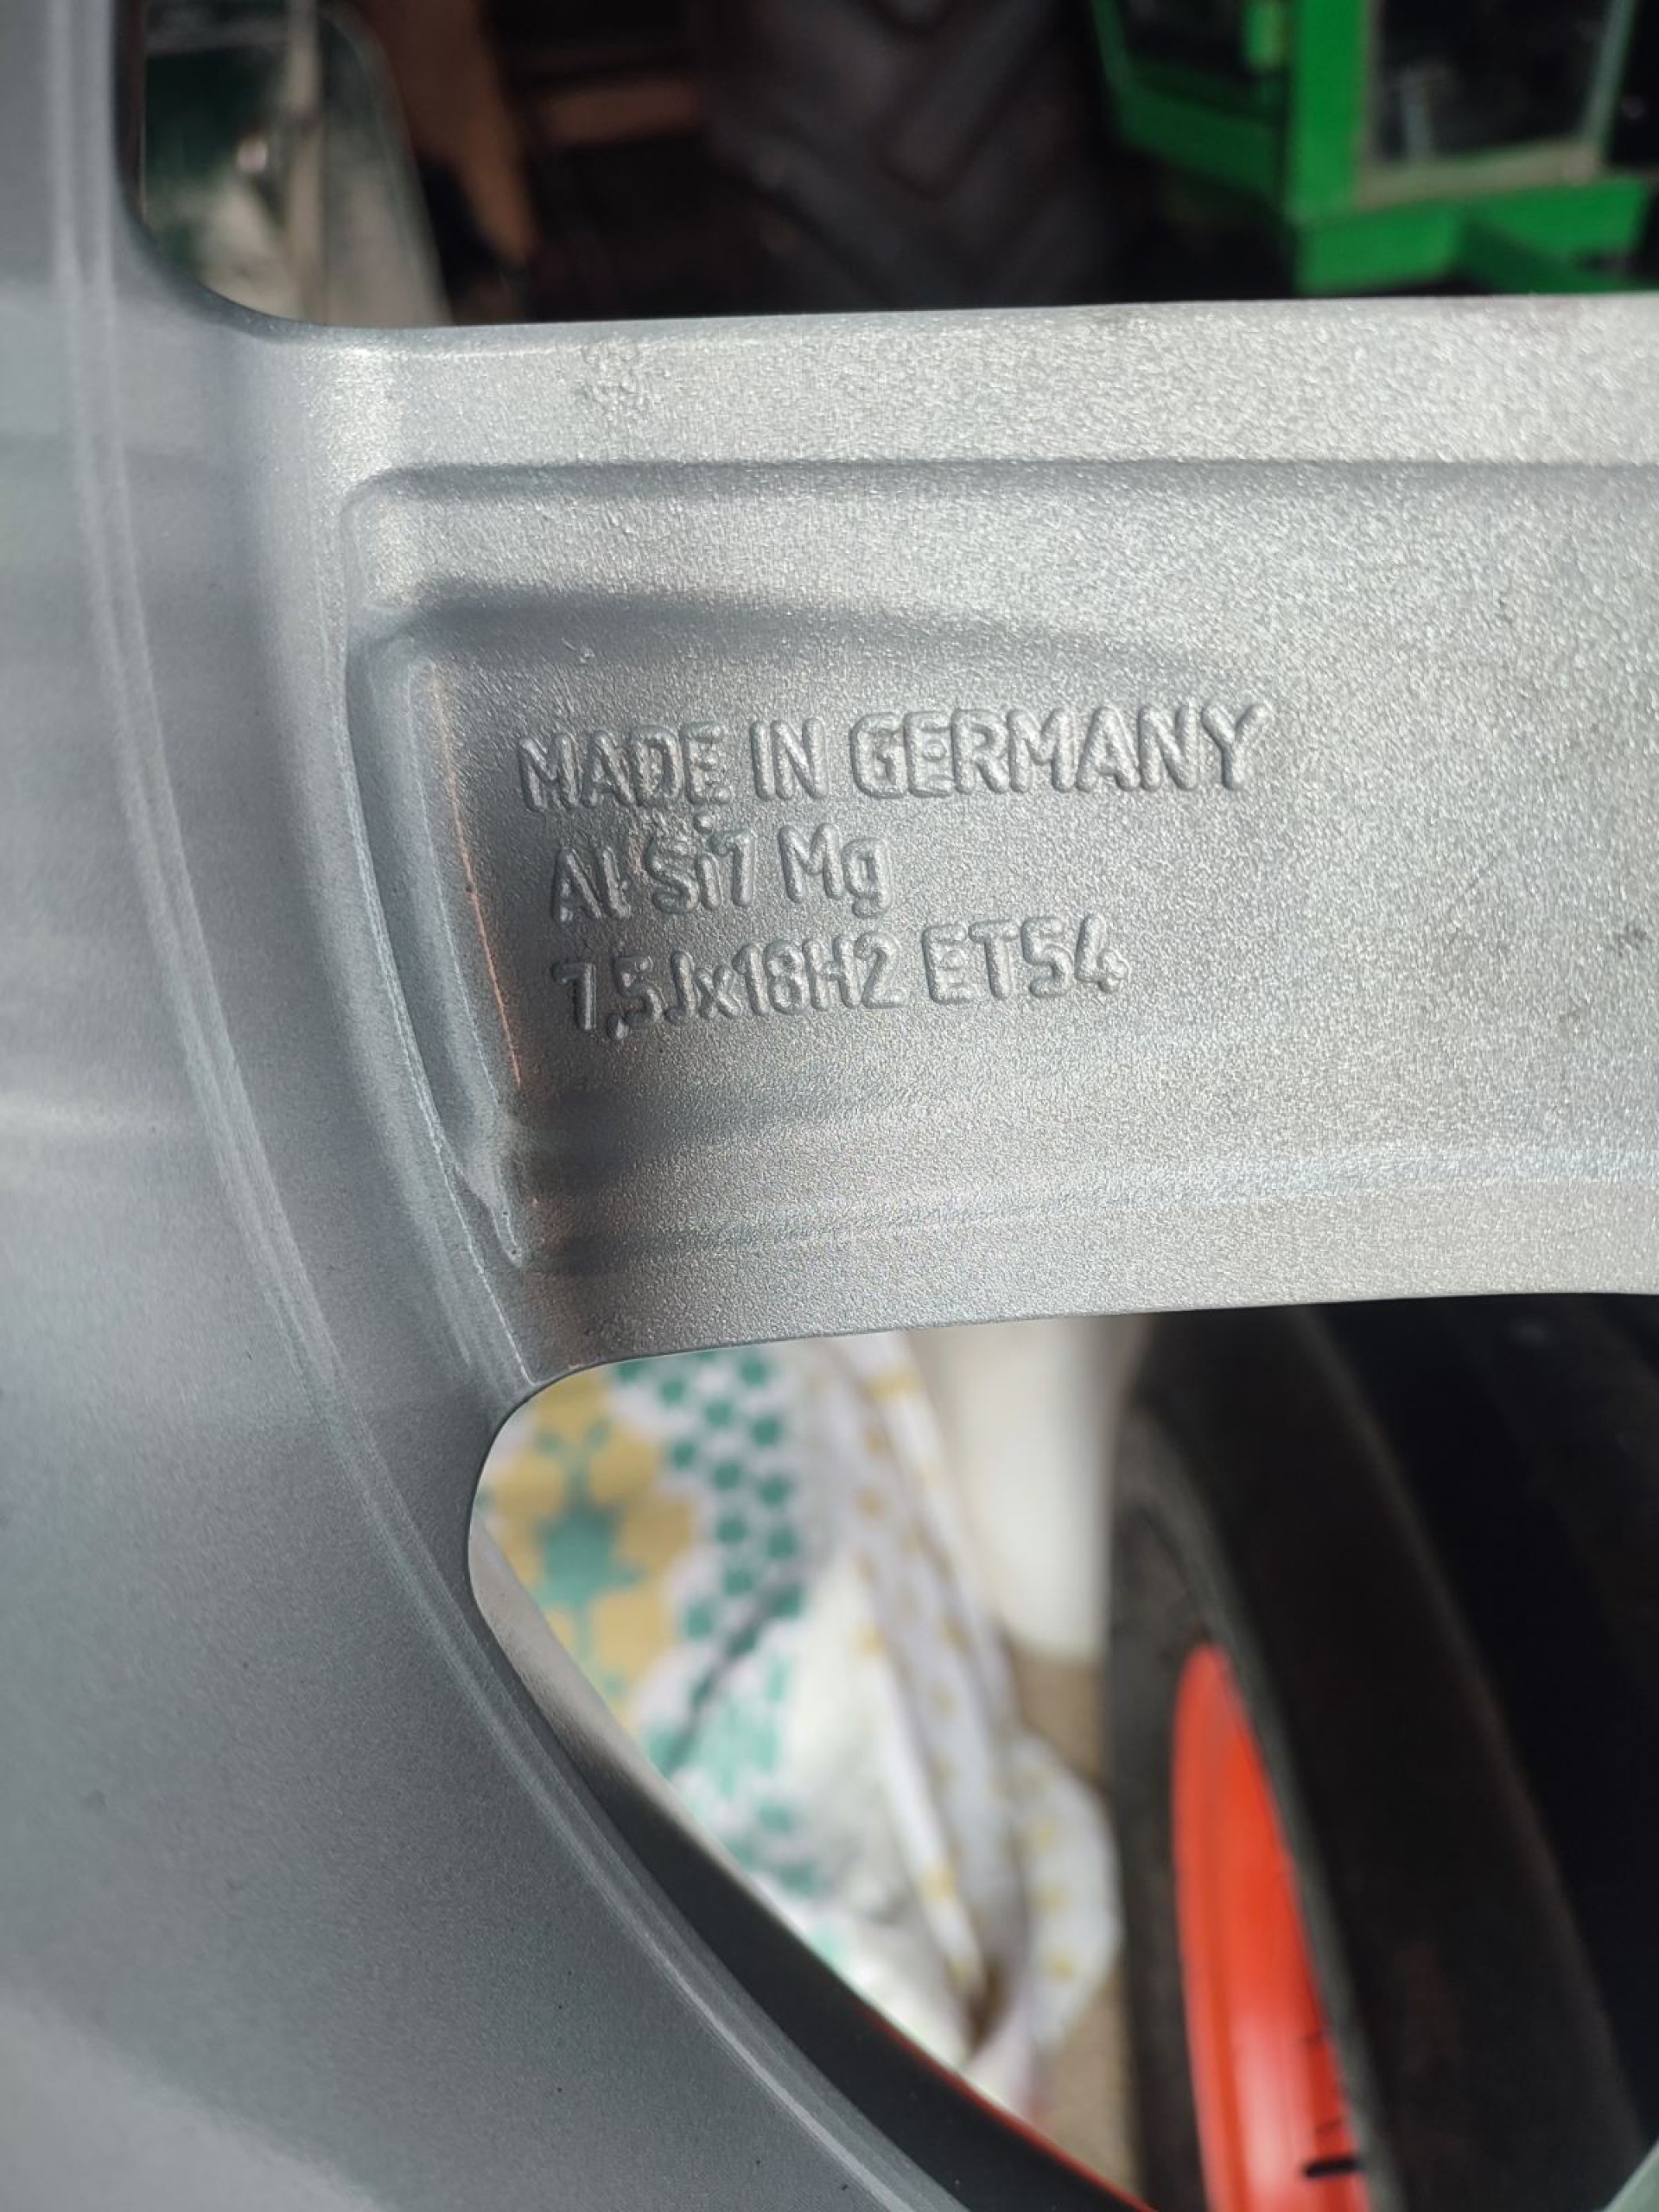 MADE IN GERMANY
Al Si7 Mg
7,5Jx18H2 ET54